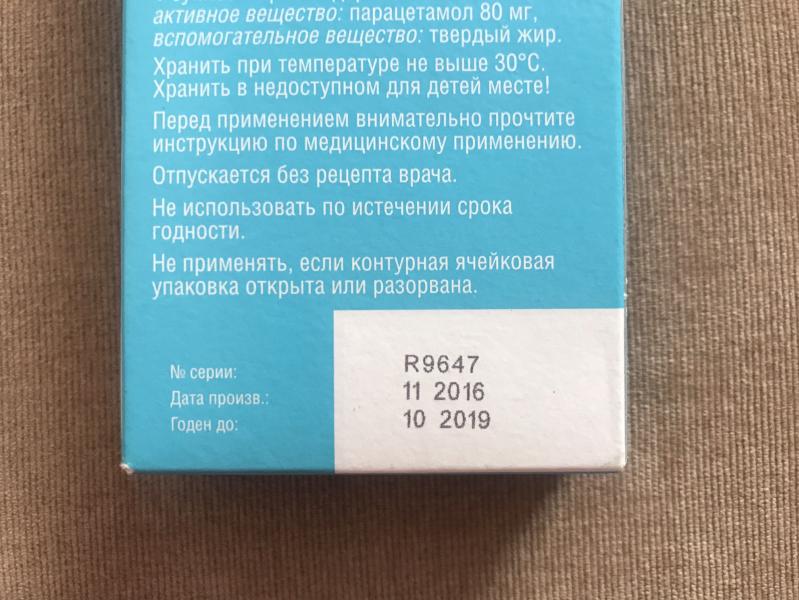 активное вещество: парацетамол 80 мг,
вспомогательное вещество: твердый жир.
Хранить при температуре не выше 30°C.
Хранить в недоступном для детей месте!
Перед применением внимательно прочтите
инструкцию по медицинскому применению.
Отпускается без рецепта врача.
Не использовать по истечении срока
годности.
Не применять, если контурная ячейковая
упаковка открыта или разорвана.
№ серии: R9647
Дата произв.: 11 2016
Годен до: 10 2019